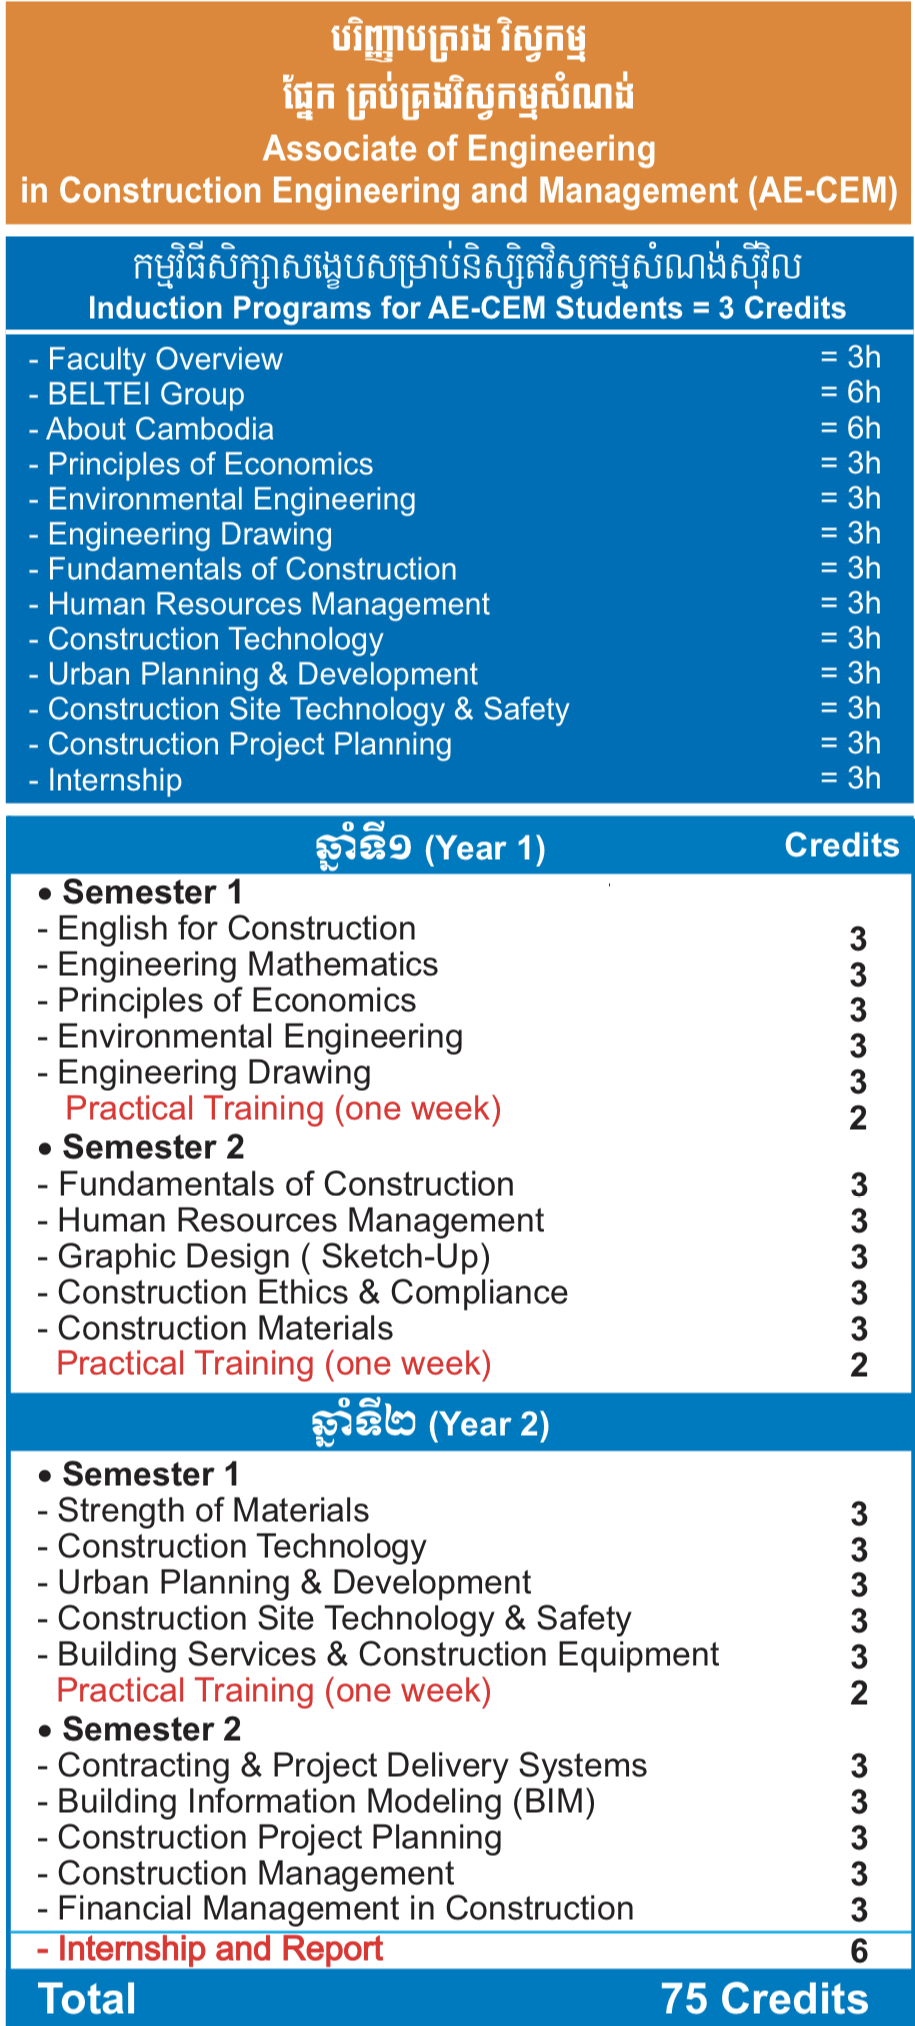 បរិញ្ញាបត្ររង វិស្វកម្ម
ផ្នែក គ្រប់គ្រងវិស្វកម្មសំណង់
Associate of Engineering
in Construction Engineering and Management (AE-CEM)
កម្មវិធីសិក្សាសង្ខេបសម្រាប់និស្សិតវិស្វកម្មសំណង់ស៊ីវិល
Induction Programs for AE-CEM Students = 3 Credits
- Faculty Overview = 3h
- BELTEI Group = 6h
- About Cambodia = 6h
- Principles of Economics = 3h
- Environmental Engineering = 3h
- Engineering Drawing = 3h
- Fundamentals of Construction = 3h
- Human Resources Management = 3h
- Construction Technology = 3h
- Urban Planning & Development = 3h
- Construction Site Technology & Safety = 3h
- Construction Project Planning = 3h
- Internship = 3h
ឆ្នាំទី១ (Year 1) Credits
• Semester 1
- English for Construction 3
- Engineering Mathematics 3
- Principles of Economics 3
- Environmental Engineering 3
- Engineering Drawing 3
Practical Training (one week) 2
• Semester 2
- Fundamentals of Construction 3
- Human Resources Management 3
- Graphic Design ( Sketch-Up) 3
- Construction Ethics & Compliance 3
- Construction Materials 3
Practical Training (one week) 2
ឆ្នាំទី២ (Year 2)
• Semester 1
- Strength of Materials 3
- Construction Technology 3
- Urban Planning & Development 3
- Construction Site Technology & Safety 3
- Building Services & Construction Equipment 3
Practical Training (one week) 2
• Semester 2
- Contracting & Project Delivery Systems 3
- Building Information Modeling (BIM) 3
- Construction Project Planning 3
- Construction Management 3
- Financial Management in Construction 3
- Internship and Report 6
Total 75 Credits